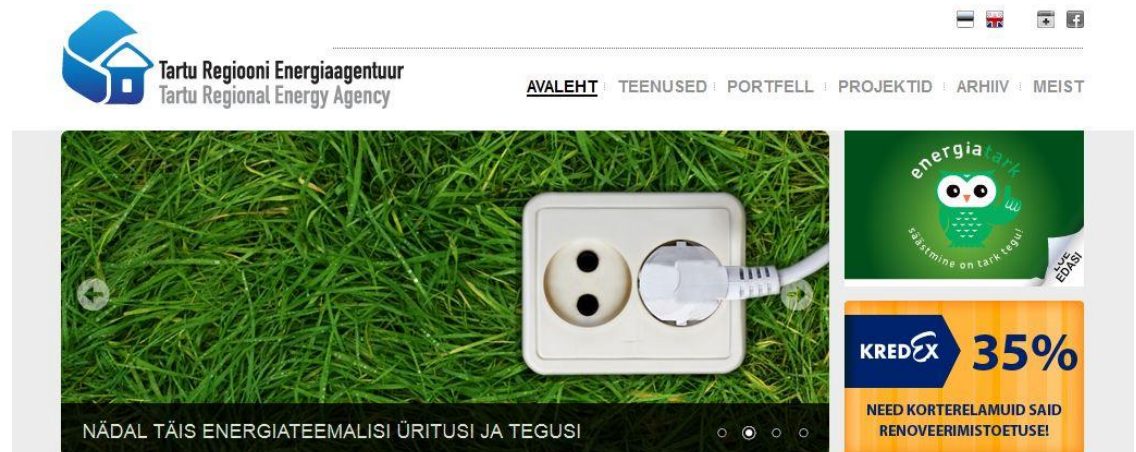 Tartu Regiooni Energiaagentuur
Tartu Regional Energy Agency
AVALEHT
TEENUSED
PORTFELL
PROJEKTID
ARHIIV
MEIST
NÄDAL TÄIS ENERGIATEEMALISI ÜRITUSI JA TEGUSI
energiatark
säästmine on tark tegu!
LOE
EDASI
KREDEX
35%
NEED KORTERELAMUID SAID
RENOVEERIMISTOETUSE!